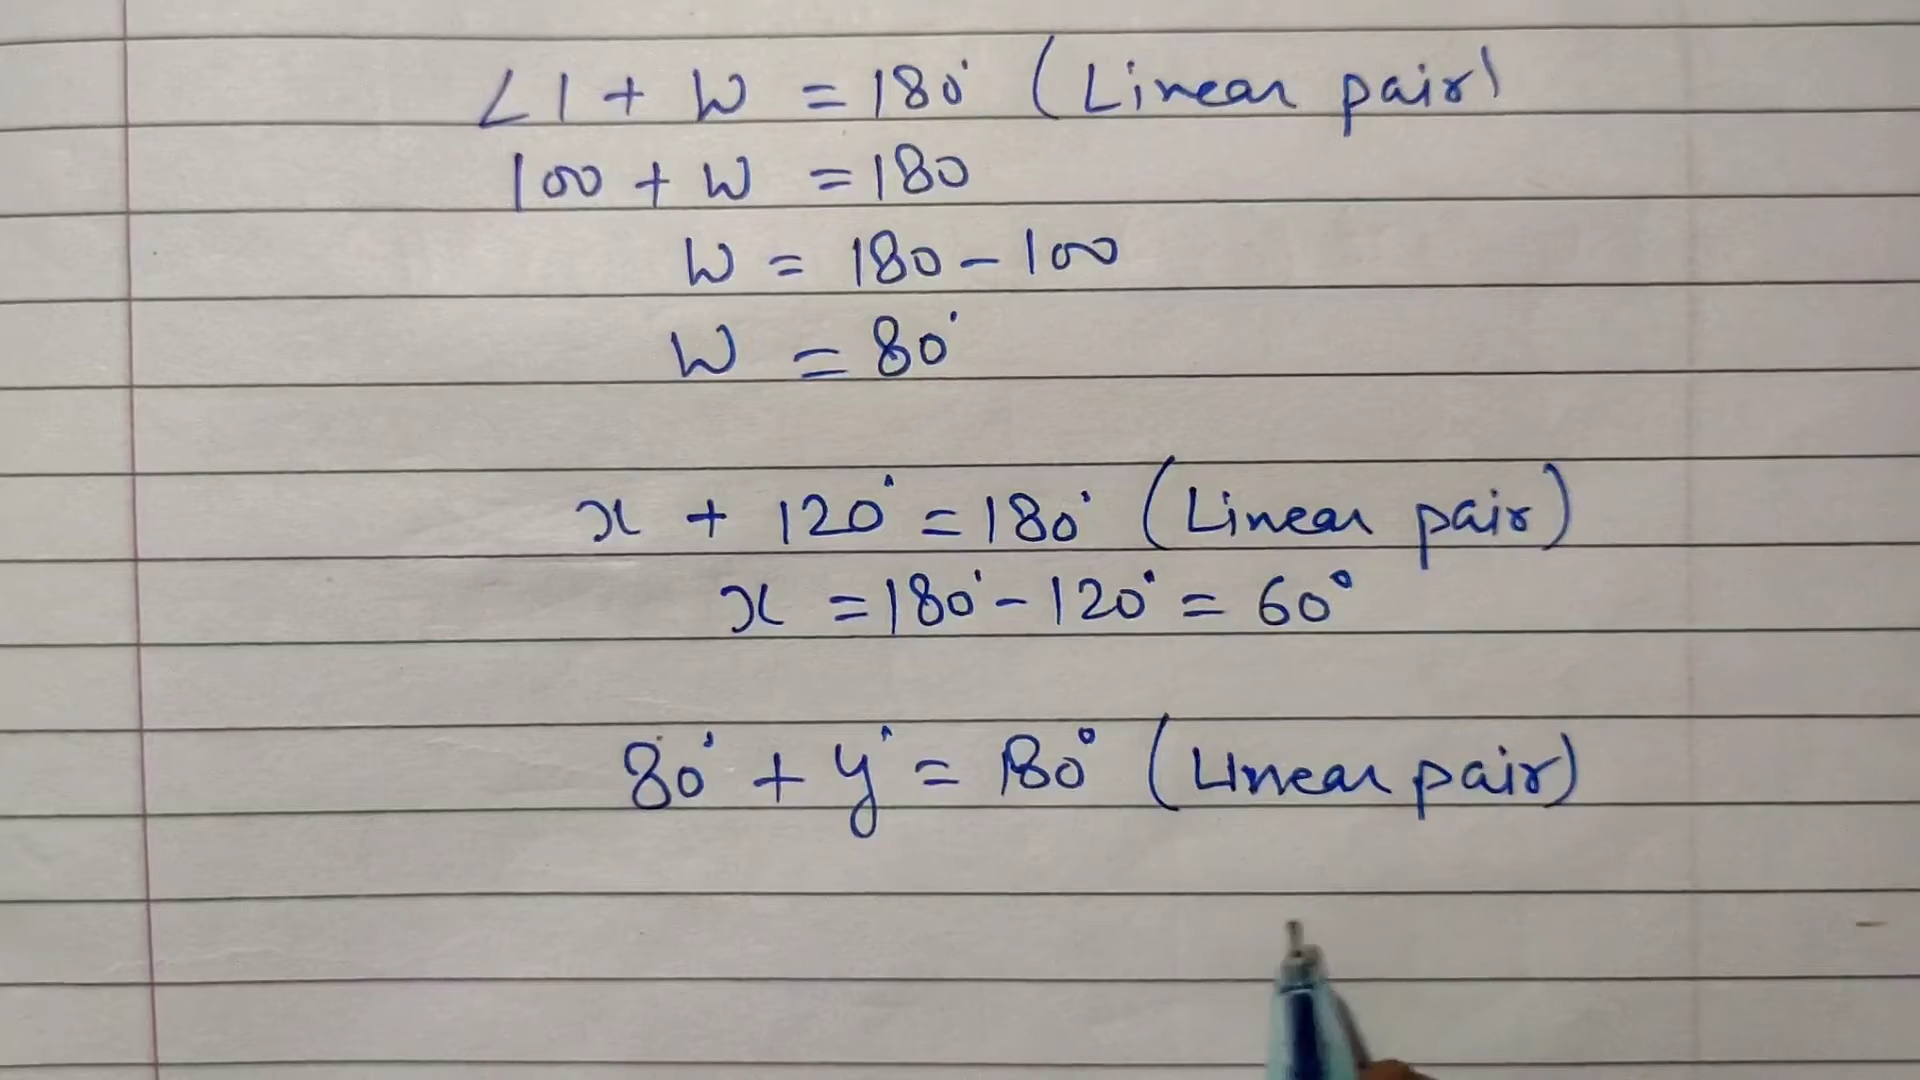 ∠1 + W = 180° (Linear pair)
100 + W = 180
W = 180 - 100
W = 80°
x + 120° = 180° (Linear pair)
x = 180° - 120° = 60°
80° + y° = 180° (Linear pair)